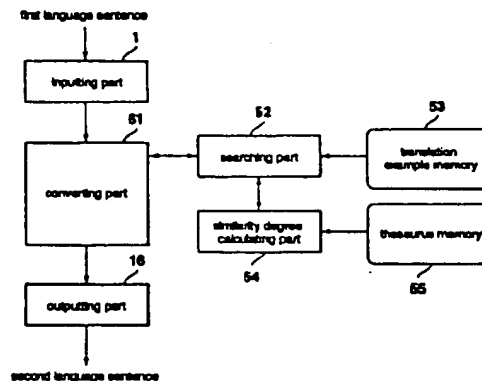 first language sentence
1
inputting part
51
converting part
52
searching part
53
translation
example memory
similarity degree
calculating part
54
thesaurus memory
55
16
outputting part
second language sentence